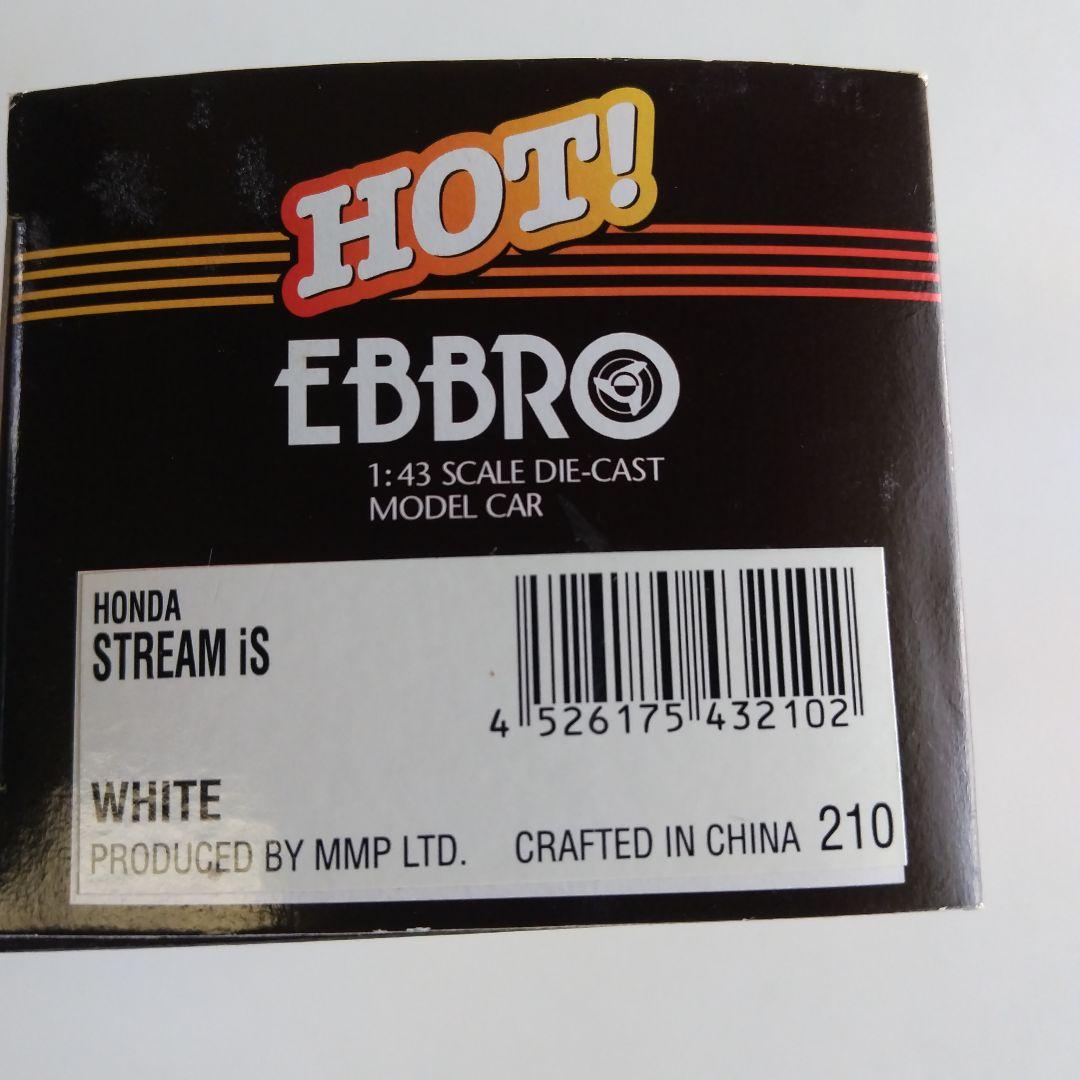 HOT!
EBBRO
1:43 SCALE DIE-CAST
MODEL CAR
HONDA
STREAM iS
4 526175 432102
WHITE
PRODUCED BY MMP LTD. CRAFTED IN CHINA 210